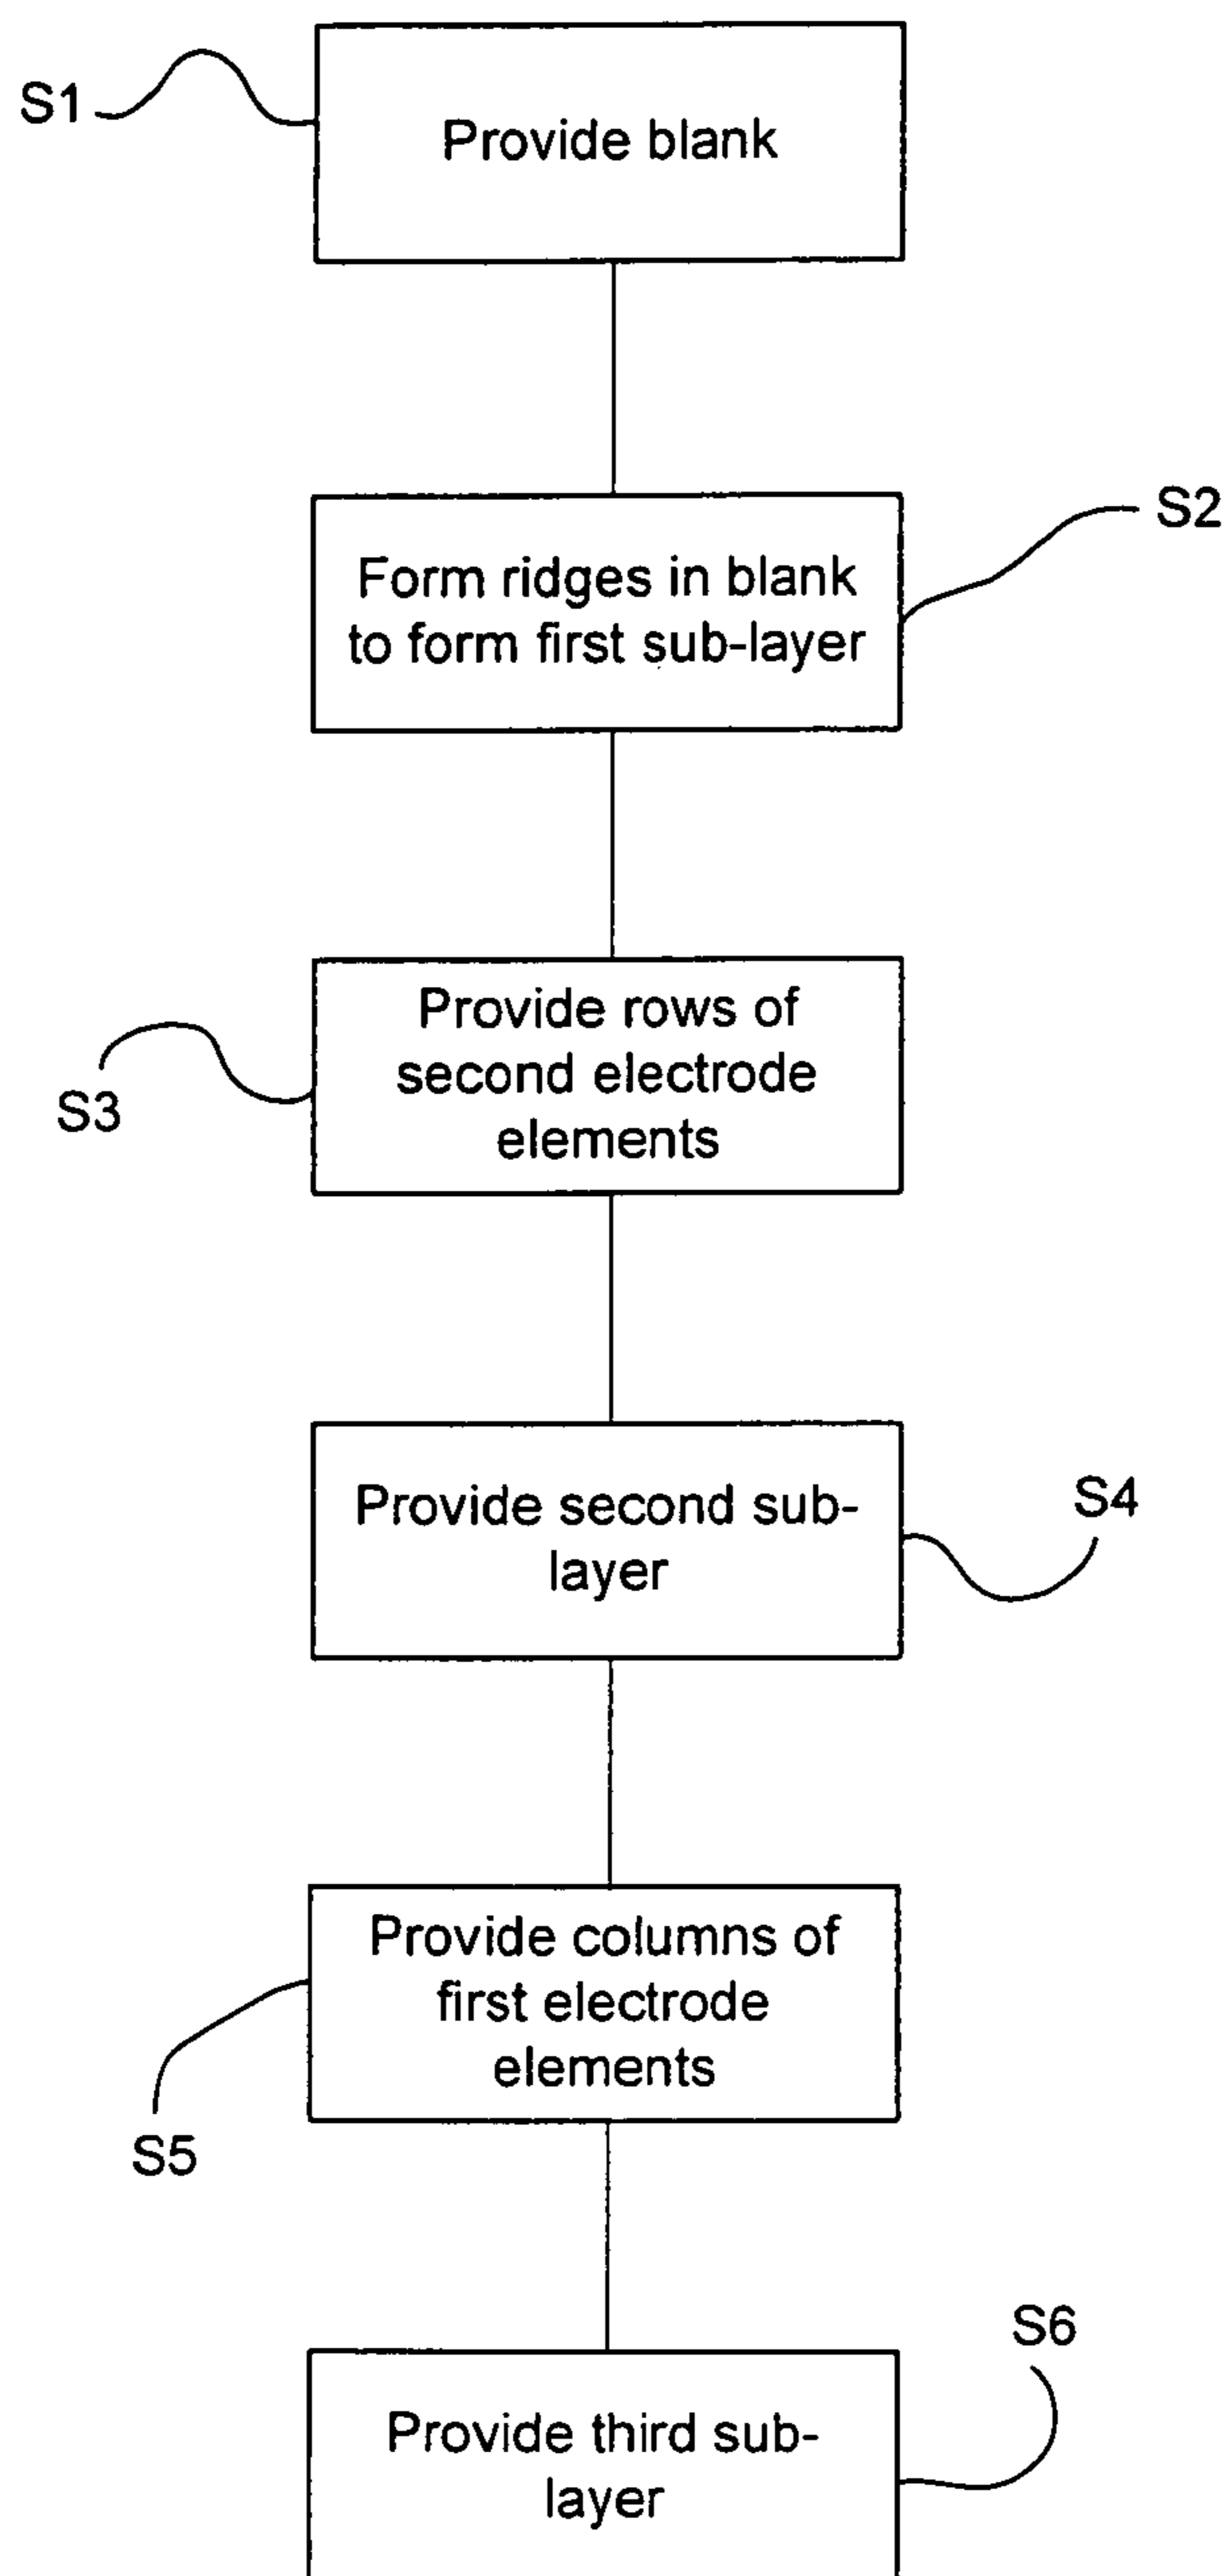 S1
Provide blank
S2
Form ridges in blank
to form first sub-layer
Provide rows of
second electrode
elements
S3
Provide second sub-
layer
S4
Provide columns of
first electrode
elements
S5
S6
Provide third sub-
layer